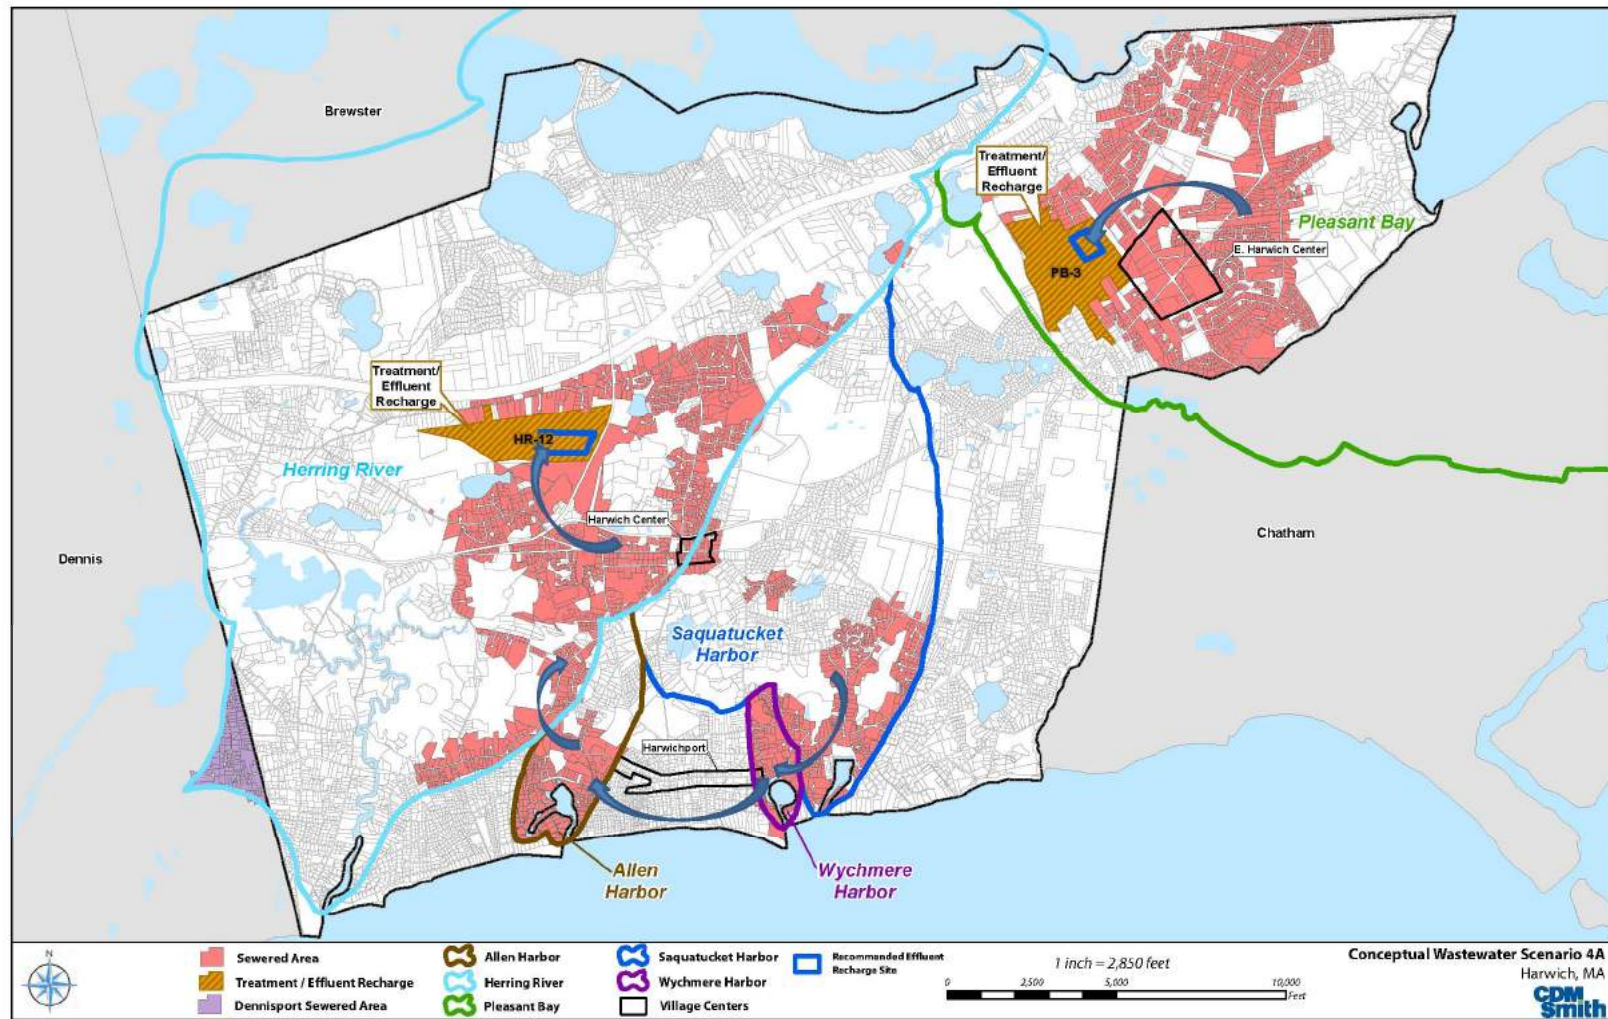 Brewster
Treatment/
Effluent
Recharge
Pleasant Bay
E. Harwich Center
PB-3
Treatment/
Effluent
Recharge
HR-12
Herring River
Harwich Center
Dennis
Chatham
Saquatucket
Harbor
Harwichport
Allen
Harbor
Wychmere
Harbor
N
Sewered Area
Treatment / Effluent Recharge
Dennisport Sewered Area
Allen Harbor
Herring River
Pleasant Bay
Saquatucket Harbor
Wychmere Harbor
Village Centers
Recommended Effluent
Recharge Site
1 inch = 2,850 feet
0 2,500 5,000 10,000
Feet
Conceptual Wastewater Scenario 4A
Harwich, MA
CDM
Smith